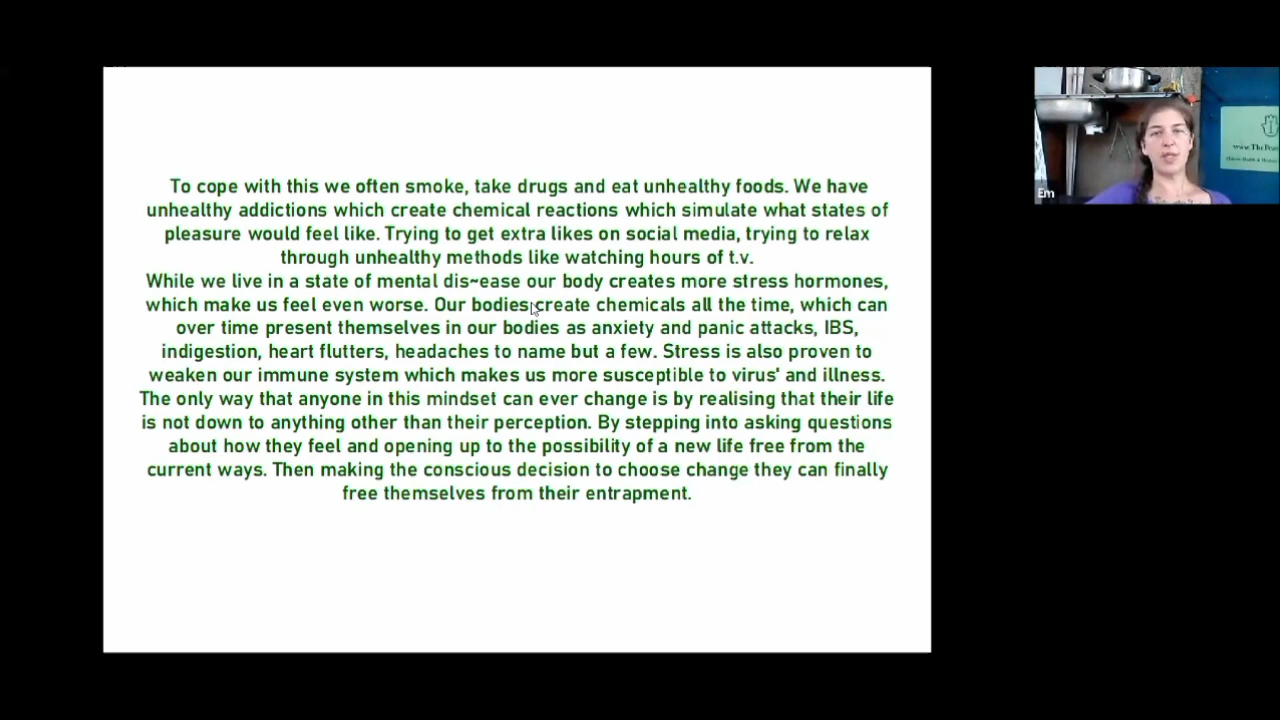 To cope with this we often smoke, take drugs and eat unhealthy foods. We have
unhealthy addictions which create chemical reactions which simulate what states of
pleasure would feel like. Trying to get extra likes on social media, trying to relax
through unhealthy methods like watching hours of t.v.
While we live in a state of mental dis~ease our body creates more stress hormones,
which make us feel even worse. Our bodies create chemicals all the time, which can
over time present themselves in our bodies as anxiety and panic attacks, IBS,
indigestion, heart flutters, headaches to name but a few. Stress is also proven to
weaken our immune system which makes us more susceptible to virus' and illness.
The only way that anyone in this mindset can ever change is by realising that their life
is not down to anything other than their perception. By stepping into asking questions
about how they feel and opening up to the possibility of a new life free from the
current ways. Then making the conscious decision to choose change they can finally
free themselves from their entrapment.
Em